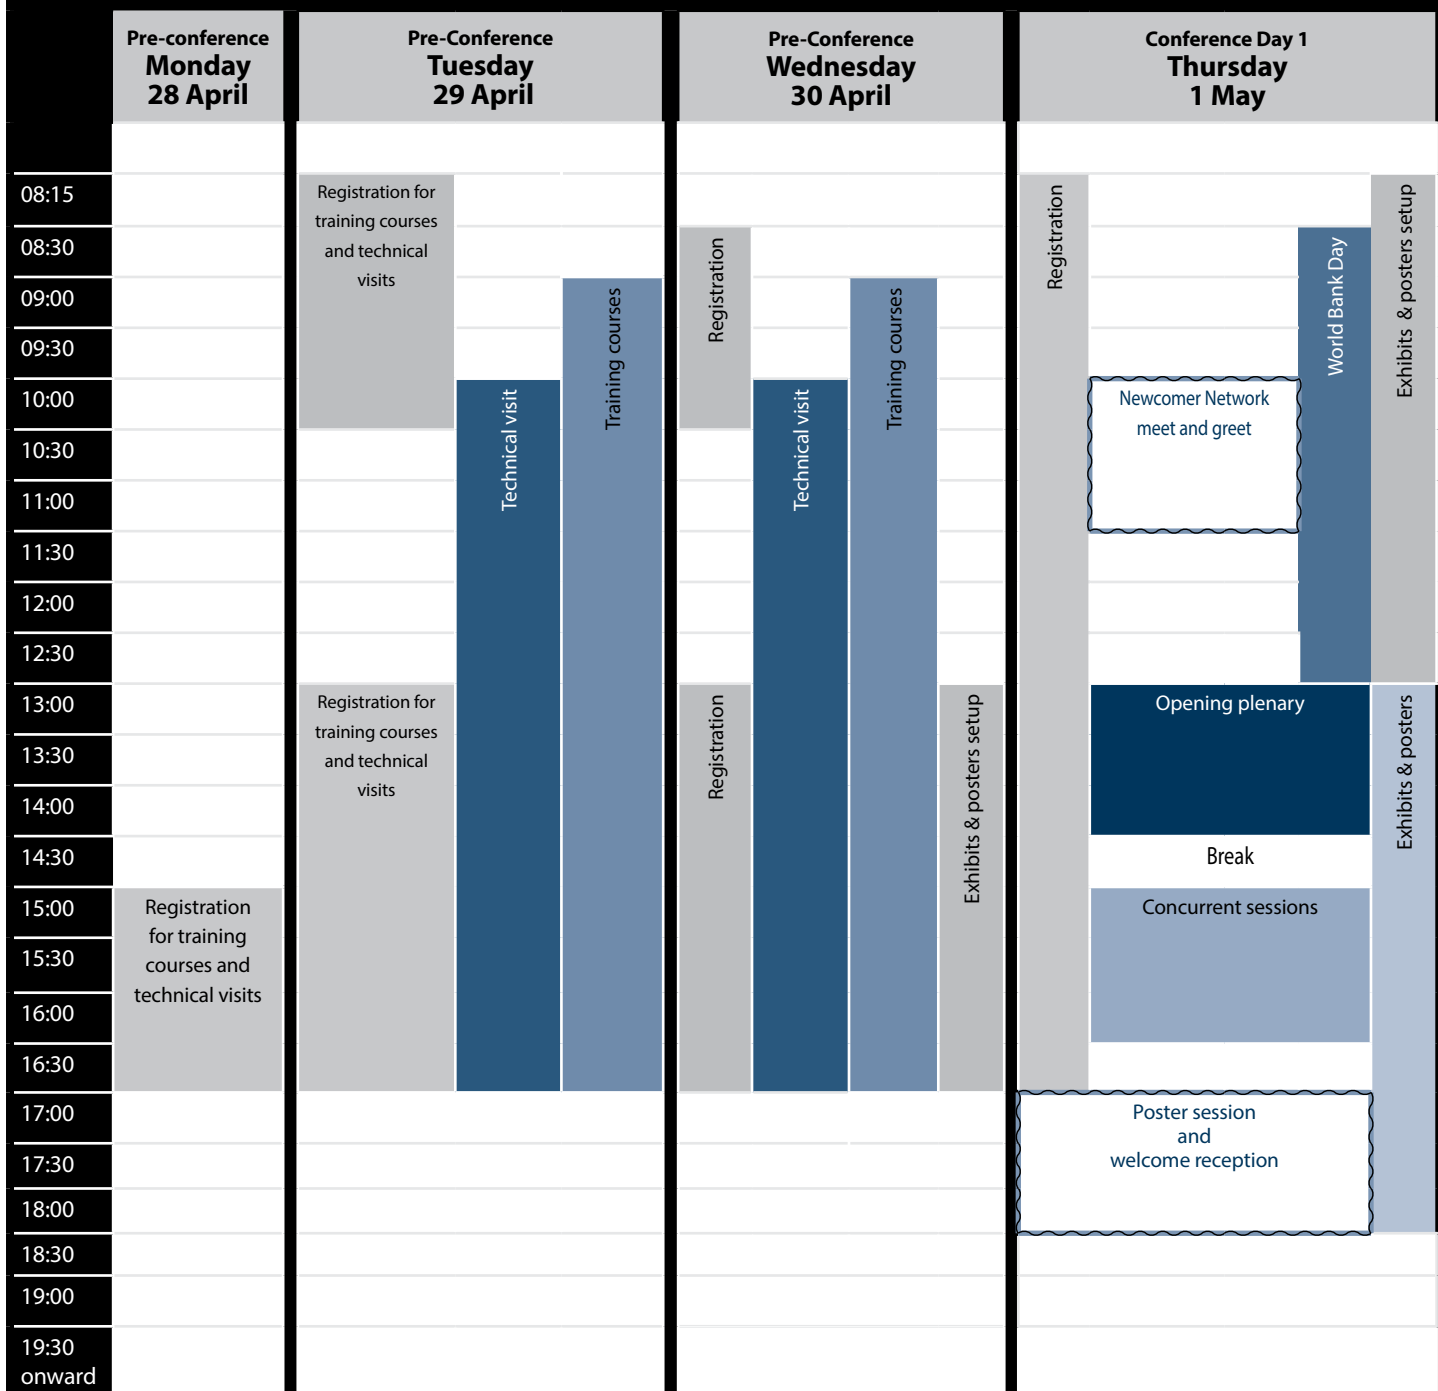 Pre-conference
Monday
28 April
Pre-Conference
Tuesday
29 April
Pre-Conference
Wednesday
30 April
Conference Day 1
Thursday
1 May
08:15
08:30
09:00
09:30
10:00
10:30
11:00
11:30
12:00
12:30
13:00
13:30
14:00
14:30
15:00
15:30
16:00
16:30
17:00
17:30
18:00
18:30
19:00
19:30
onward
Registration
for training
courses and
technical visits
Registration for
training courses
and technical
visits
Registration for
training courses
and technical
visits
Technical visit
Training courses
Registration
Registration
Technical visit
Training courses
Exhibits & posters setup
Registration
Newcomer Network
meet and greet
World Bank Day
Exhibits & posters setup
Opening plenary
Break
Concurrent sessions
Exhibits & posters
Poster session
and
welcome reception